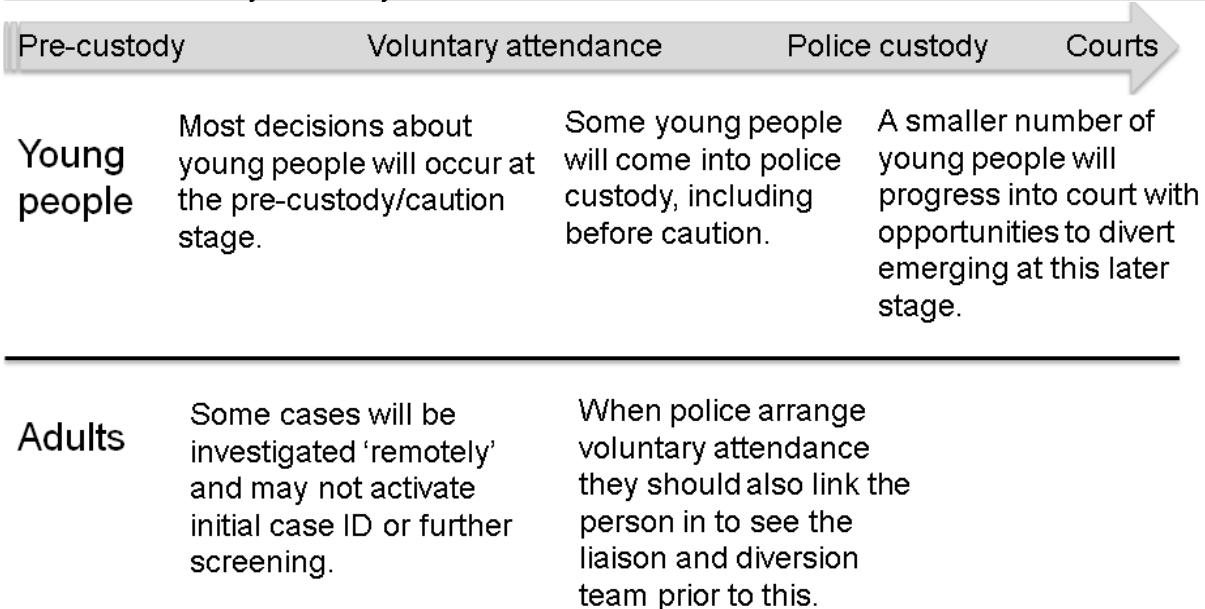 Pre-custody Voluntary attendance Police custody Courts
Young
people
Most decisions about
young people will occur at
the pre-custody/caution
stage.
Some young people
will come into police
custody, including
before caution.
A smaller number of
young people will
progress into court with
opportunities to divert
emerging at this later
stage.
Adults
Some cases will be
investigated ‘remotely’
and may not activate
initial case ID or further
screening.
When police arrange
voluntary attendance
they should also link the
person in to see the
liaison and diversion
team prior to this.